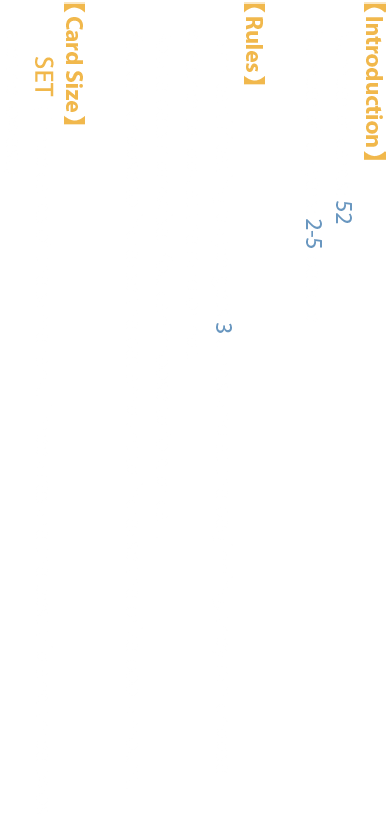 【Introduction】
52
2-5
【Rules】
3
【Card Size】
SET